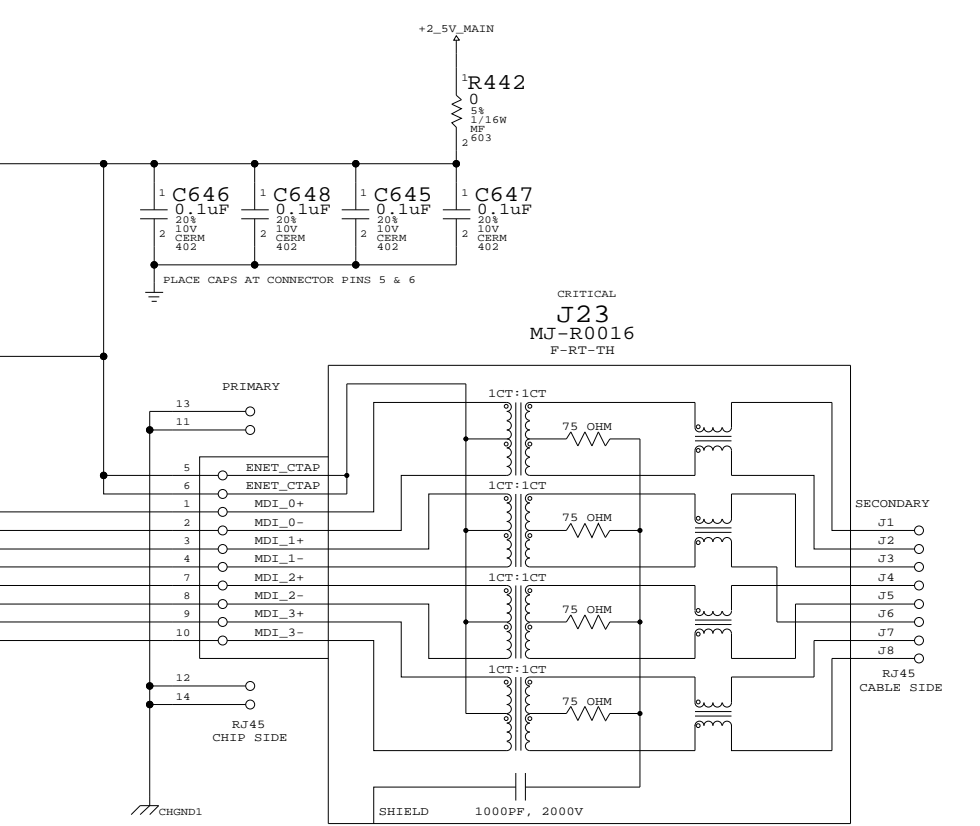 +2_5V_MAIN
1
R442
0
5%
1/16W
MF
603
2
1 C646
0.1uF
20%
10V
2 CERM
402
1 C648
0.1uF
20%
10V
2 CERM
402
1 C645
0.1uF
20%
10V
2 CERM
402
1 C647
0.1uF
20%
10V
2 CERM
402
PLACE CAPS AT CONNECTOR PINS 5 & 6
CRITICAL
J23
MJ-R0016
F-RT-TH
PRIMARY
13
11
5 ENET_CTAP
6 ENET_CTAP
1 MDI_0+
2 MDI_0-
3 MDI_1+
4 MDI_1-
7 MDI_2+
8 MDI_2-
9 MDI_3+
10 MDI_3-
12
14
RJ45
CHIP SIDE
CHGND1
1CT:1CT
75 OHM
1CT:1CT
75 OHM
1CT:1CT
75 OHM
1CT:1CT
75 OHM
SHIELD
1000PF, 2000V
SECONDARY
J1
J2
J3
J4
J5
J6
J7
J8
RJ45
CABLE SIDE